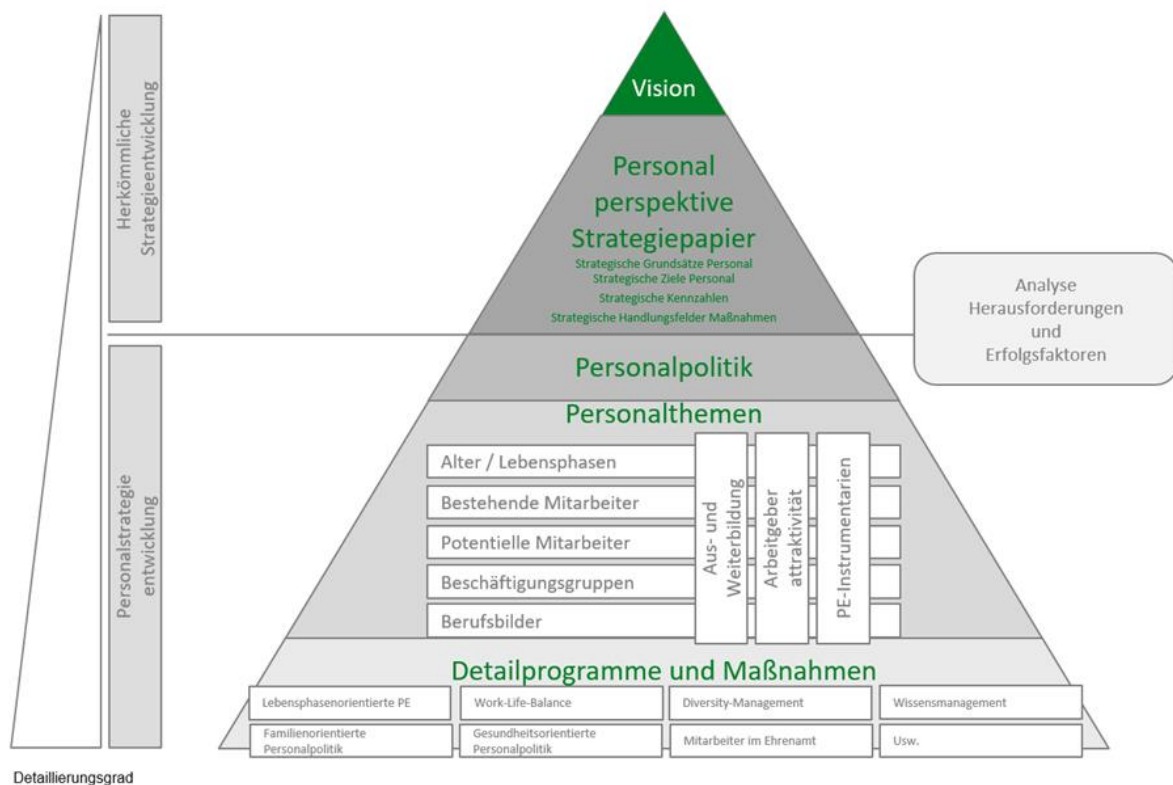 Herkömmliche
Strategieentwicklung
Vision
Personal
perspektive
Strategiepapier
Strategische Grundsätze Personal
Strategische Ziele Personal
Strategische Kennzahlen
Strategische Handlungsfelder Maßnahmen
Analyse
Herausforderungen
und
Erfolgsfaktoren
Personalstrategie
entwicklung
Personalpolitik
Personalthemen
Alter / Lebensphasen
Bestehende Mitarbeiter
Potentielle Mitarbeiter
Beschäftigungsgruppen
Berufsbilder
Aus- und
Weiterbildung
Arbeitgeber
attraktivität
PE-Instrumentarien
Detailprogramme und Maßnahmen
Lebensphasenorientierte PE
Work-Life-Balance
Diversity-Management
Wissensmanagement
Familienorientierte
Personalpolitik
Gesundheitsorientierte
Personalpolitik
Mitarbeiter im Ehrenamt
Usw.
Detaillierungsgrad